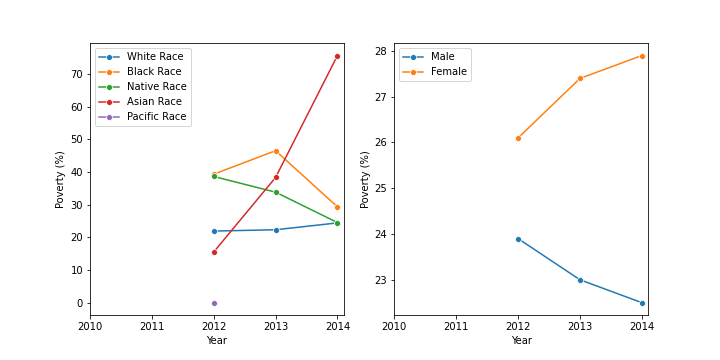 White Race
Black Race
Native Race
Asian Race
Pacific Race
Poverty (%)
70
60
50
40
30
20
10
0
2010 2011 2012 2013 2014
Year
Male
Female
Poverty (%)
28
27
26
25
24
23
2010 2011 2012 2013 2014
Year